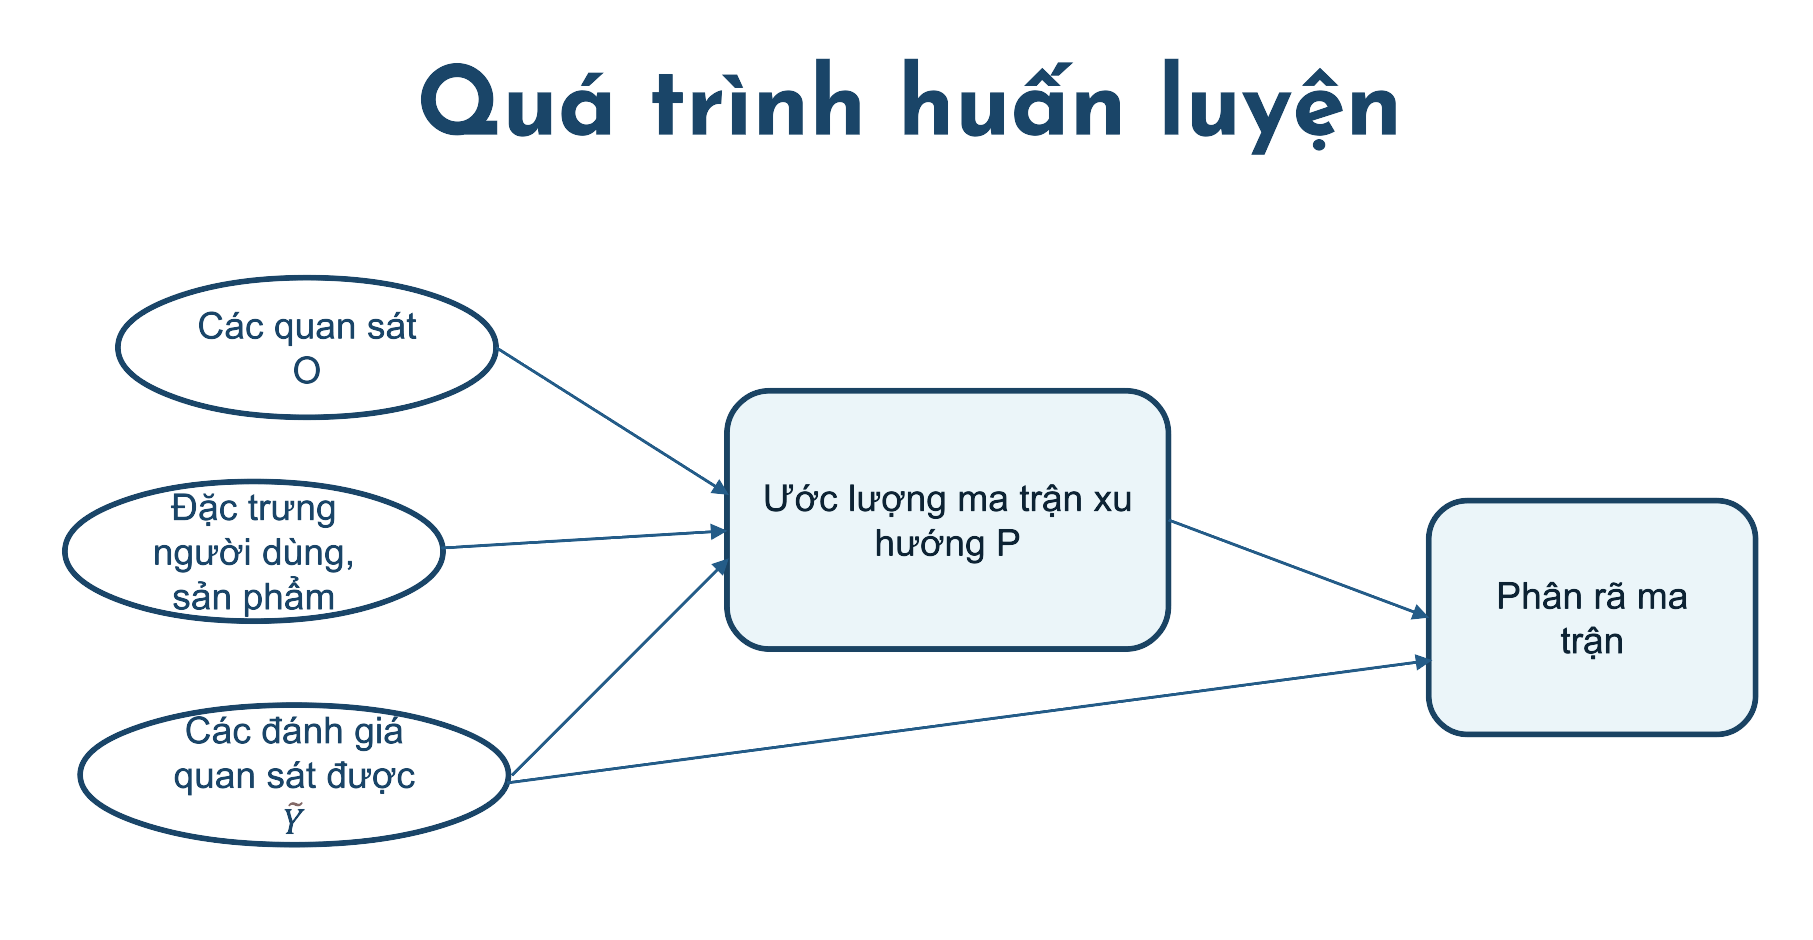 Quá trình huấn luyện
Các quan sát
O
Đặc trưng
người dùng,
sản phẩm
Các đánh giá
quan sát được
Ỹ
Ước lượng ma trận xu
hướng P
Phân rã ma
trận